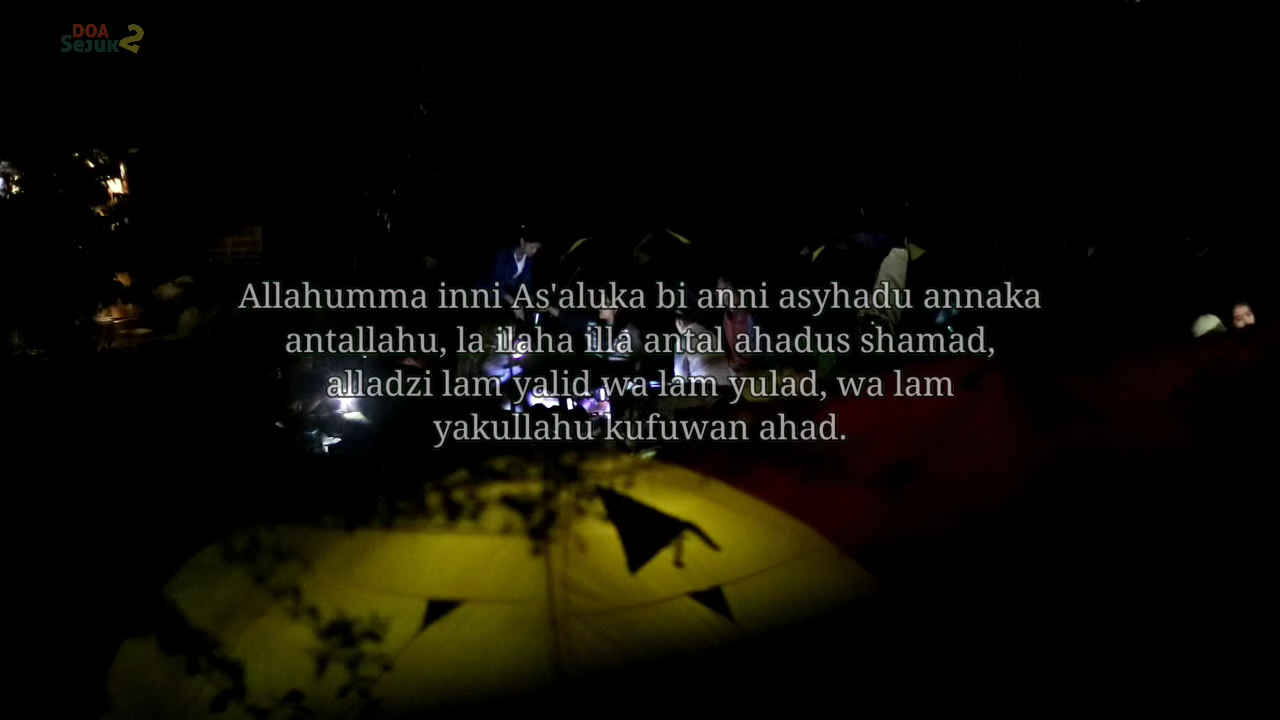 DOA
Sejuk2
Allahumma inni As'aluka bi anni asyhadu annaka
antallahu, la ilaha illa antal ahadus shamad,
alladzi lam yalid wa lam yulad, wa lam
yakullahu kufuwan ahad.